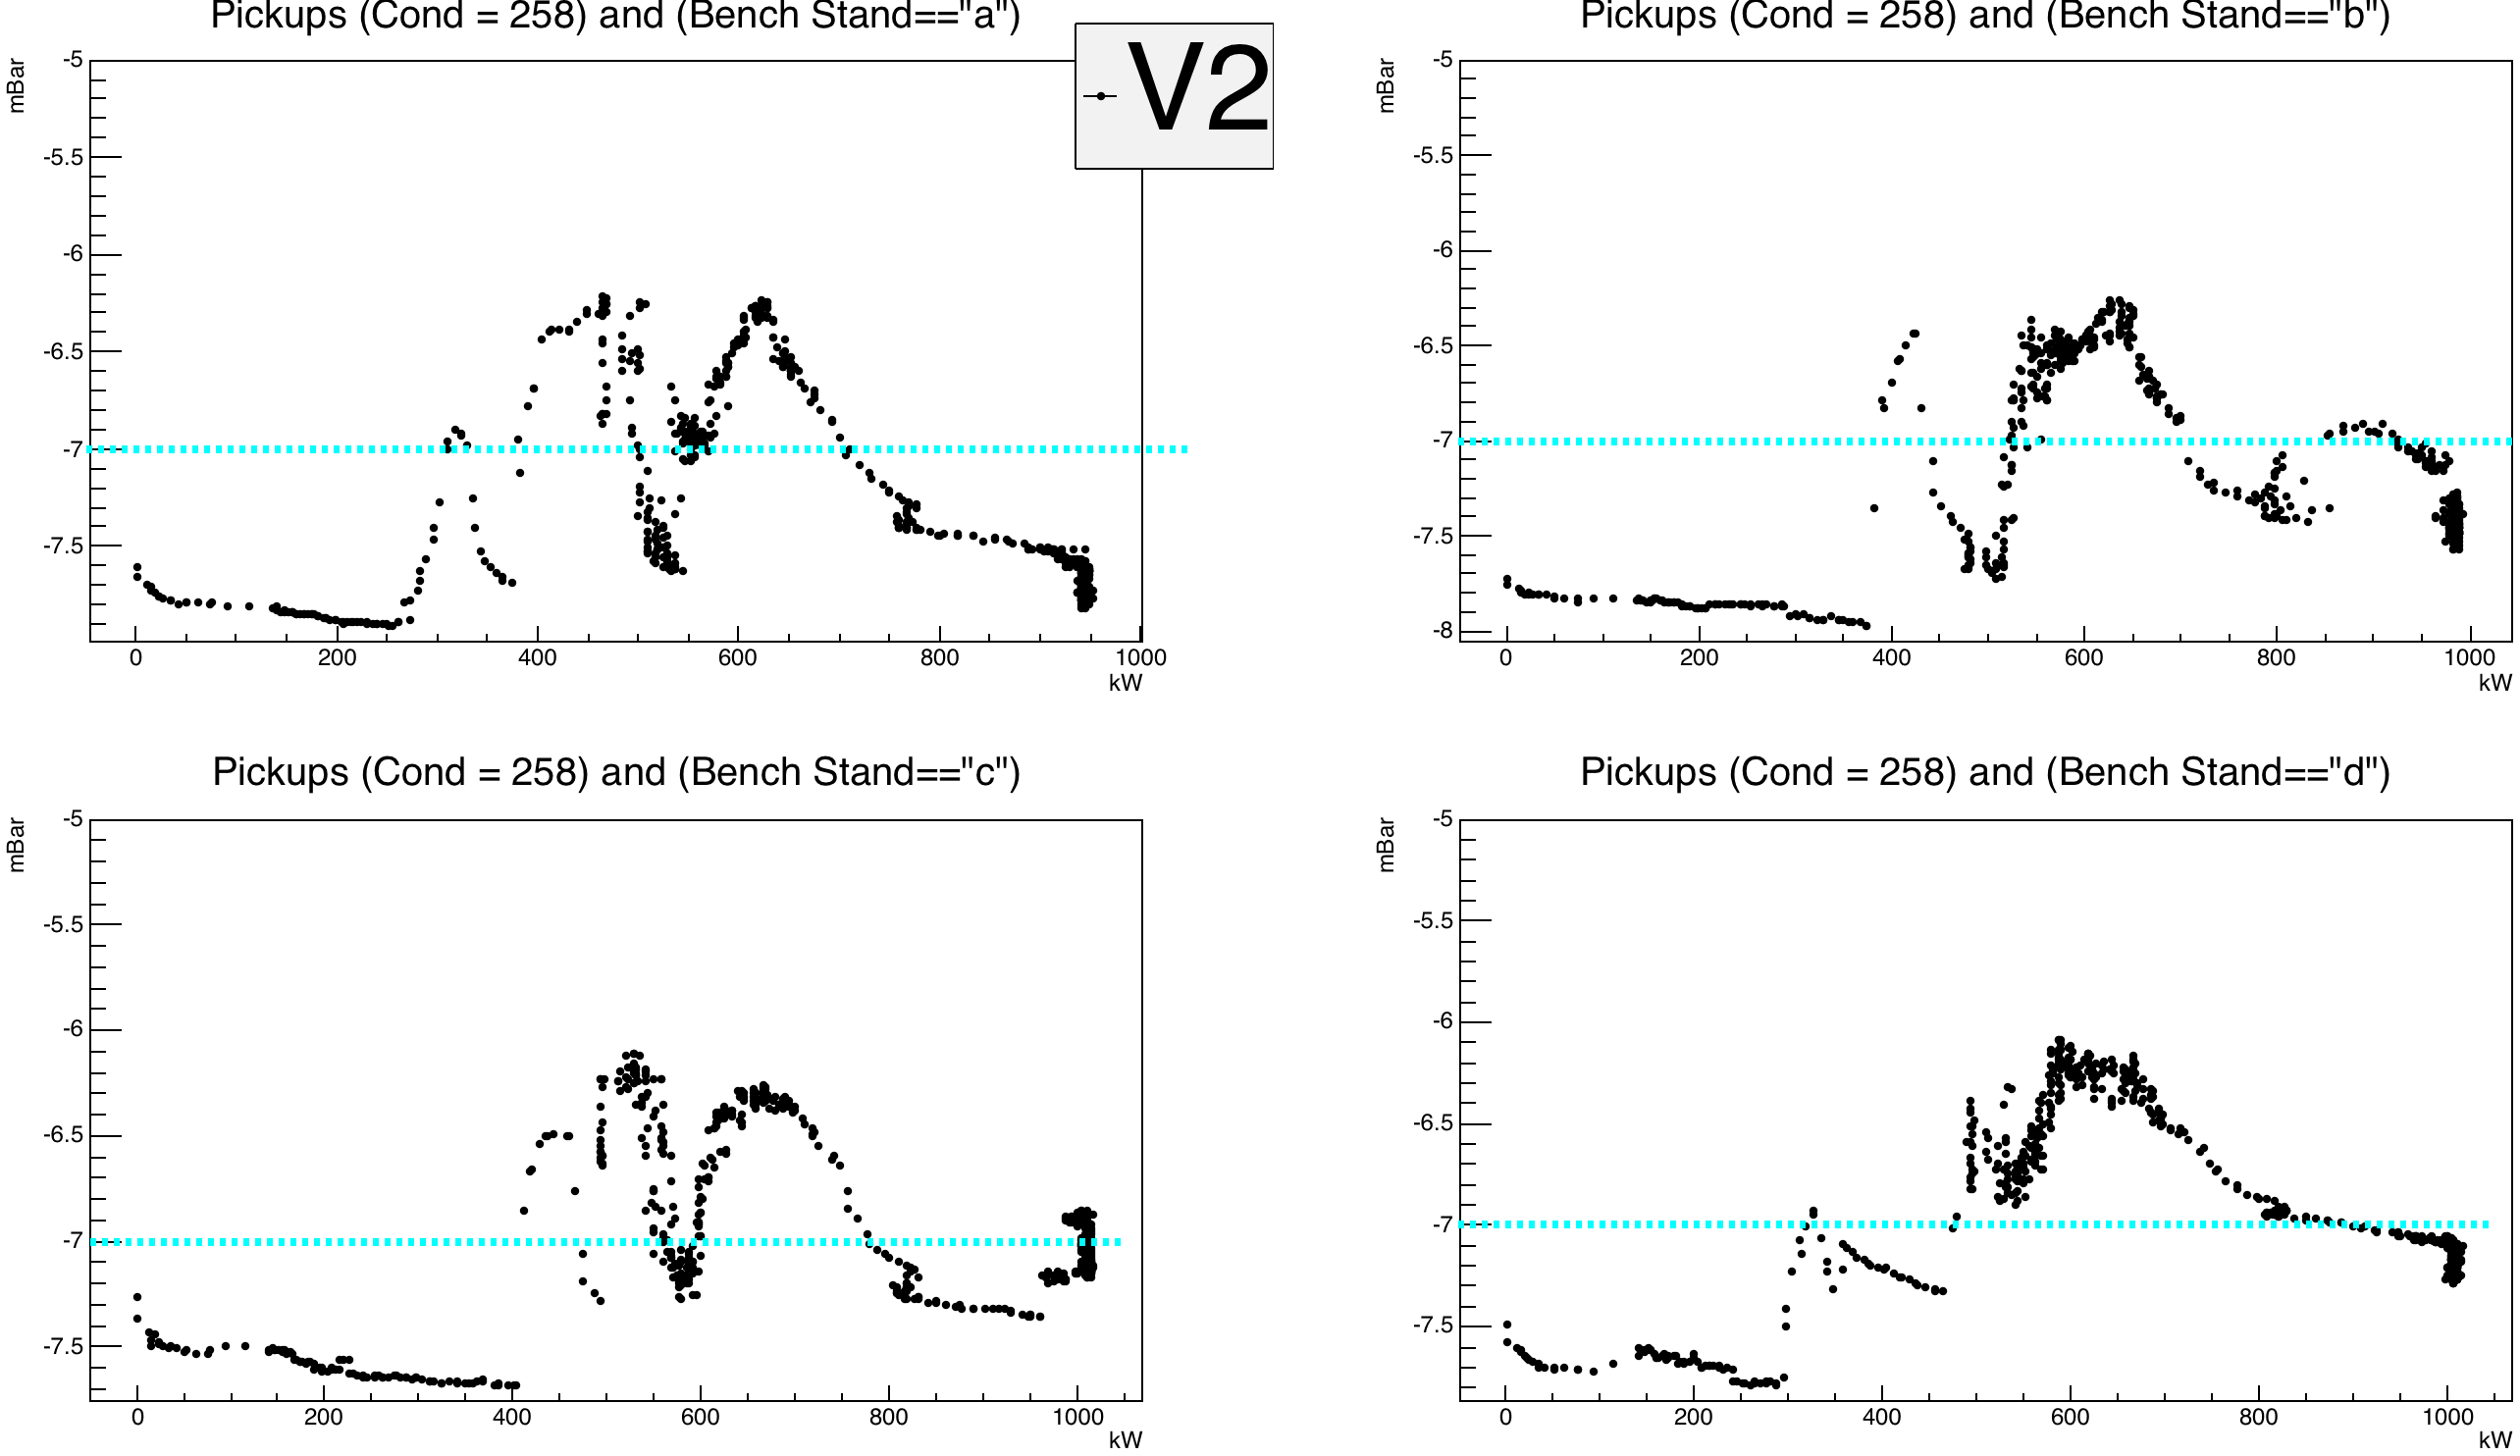 Pickups (Cond = 258) and (Bench Stand=="a")
mBar
V2
-5
-5.5
-6
-6.5
-7
-7.5
0 200 400 600 800 1000
kW
Pickups (Cond = 258) and (Bench Stand=="b")
mBar
-5
-5.5
-6
-6.5
-7
-7.5
-8
0 200 400 600 800 1000
kW
Pickups (Cond = 258) and (Bench Stand=="c")
mBar
-5
-5.5
-6
-6.5
-7
-7.5
0 200 400 600 800 1000
kW
Pickups (Cond = 258) and (Bench Stand=="d")
mBar
-5
-5.5
-6
-6.5
-7
-7.5
0 200 400 600 800 1000
kW